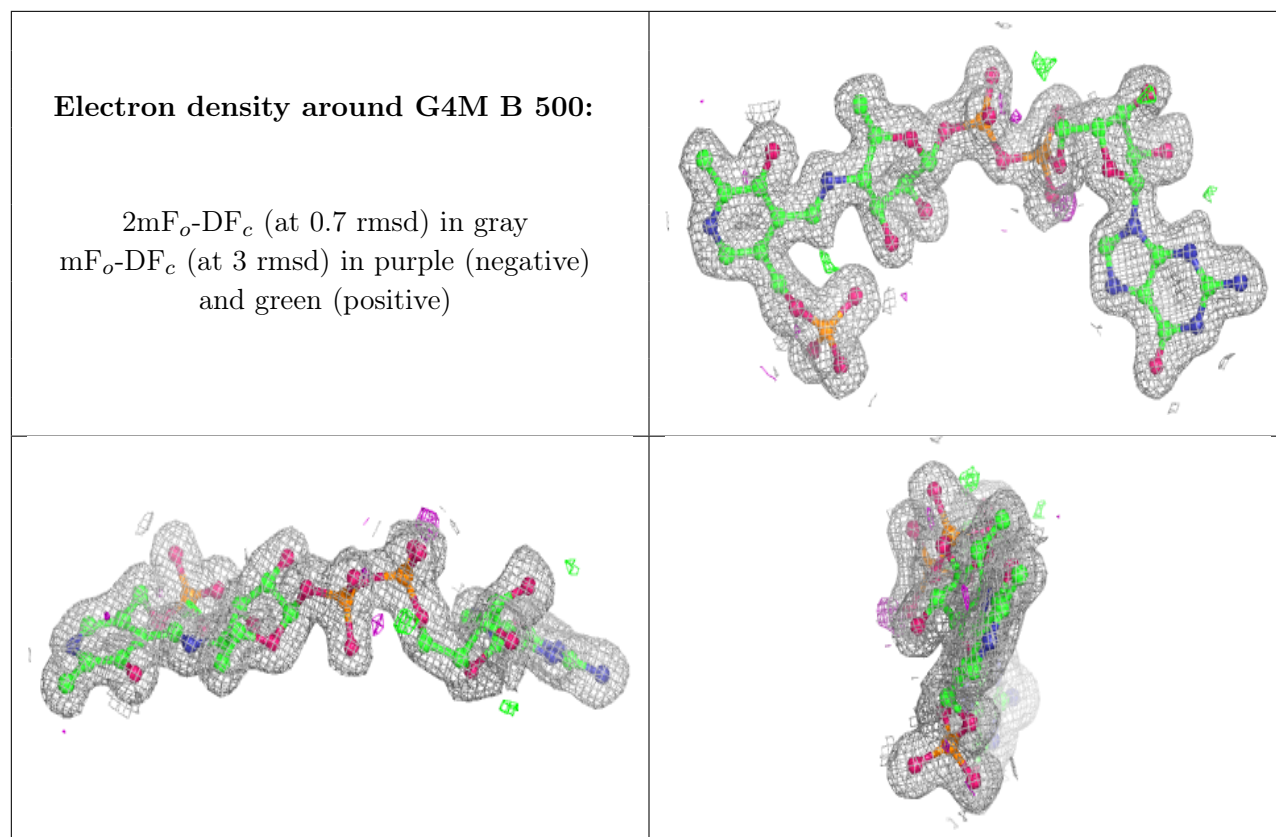 Electron density around G4M B 500:
2mFₒ-DF𝒸 (at 0.7 rmsd) in gray
mFₒ-DF𝒸 (at 3 rmsd) in purple (negative)
and green (positive)